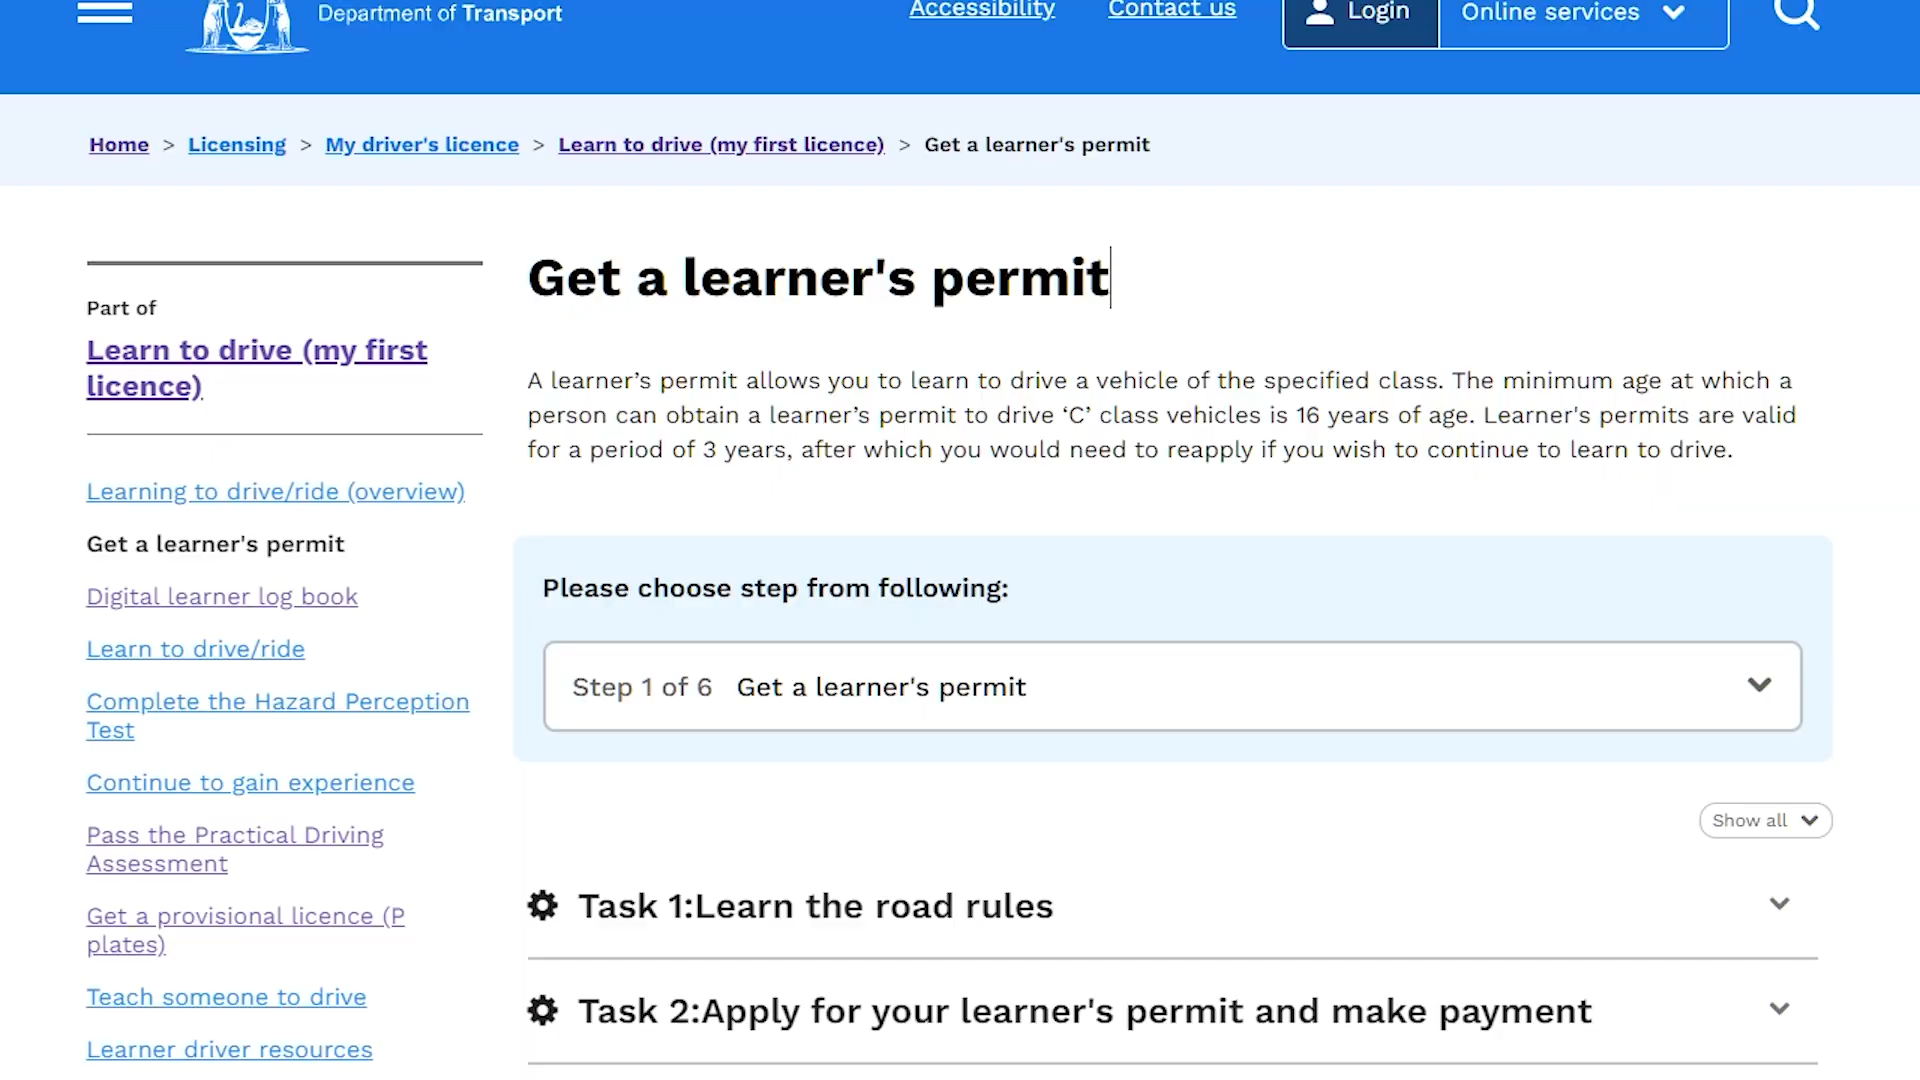 Department of Transport
Accessibility
Contact us
Login
Online services
Home > Licensing > My driver's licence > Learn to drive (my first licence) > Get a learner's permit
Part of
Learn to drive (my first
licence)
Learning to drive/ride (overview)
Get a learner's permit
Digital learner log book
Learn to drive/ride
Complete the Hazard Perception
Test
Continue to gain experience
Pass the Practical Driving
Assessment
Get a provisional licence (P
plates)
Teach someone to drive
Learner driver resources
Get a learner's permit
A learner’s permit allows you to learn to drive a vehicle of the specified class. The minimum age at which a
person can obtain a learner’s permit to drive ‘C’ class vehicles is 16 years of age. Learner's permits are valid
for a period of 3 years, after which you would need to reapply if you wish to continue to learn to drive.
Please choose step from following:
Step 1 of 6 Get a learner's permit
Show all
Task 1:Learn the road rules
Task 2:Apply for your learner's permit and make payment